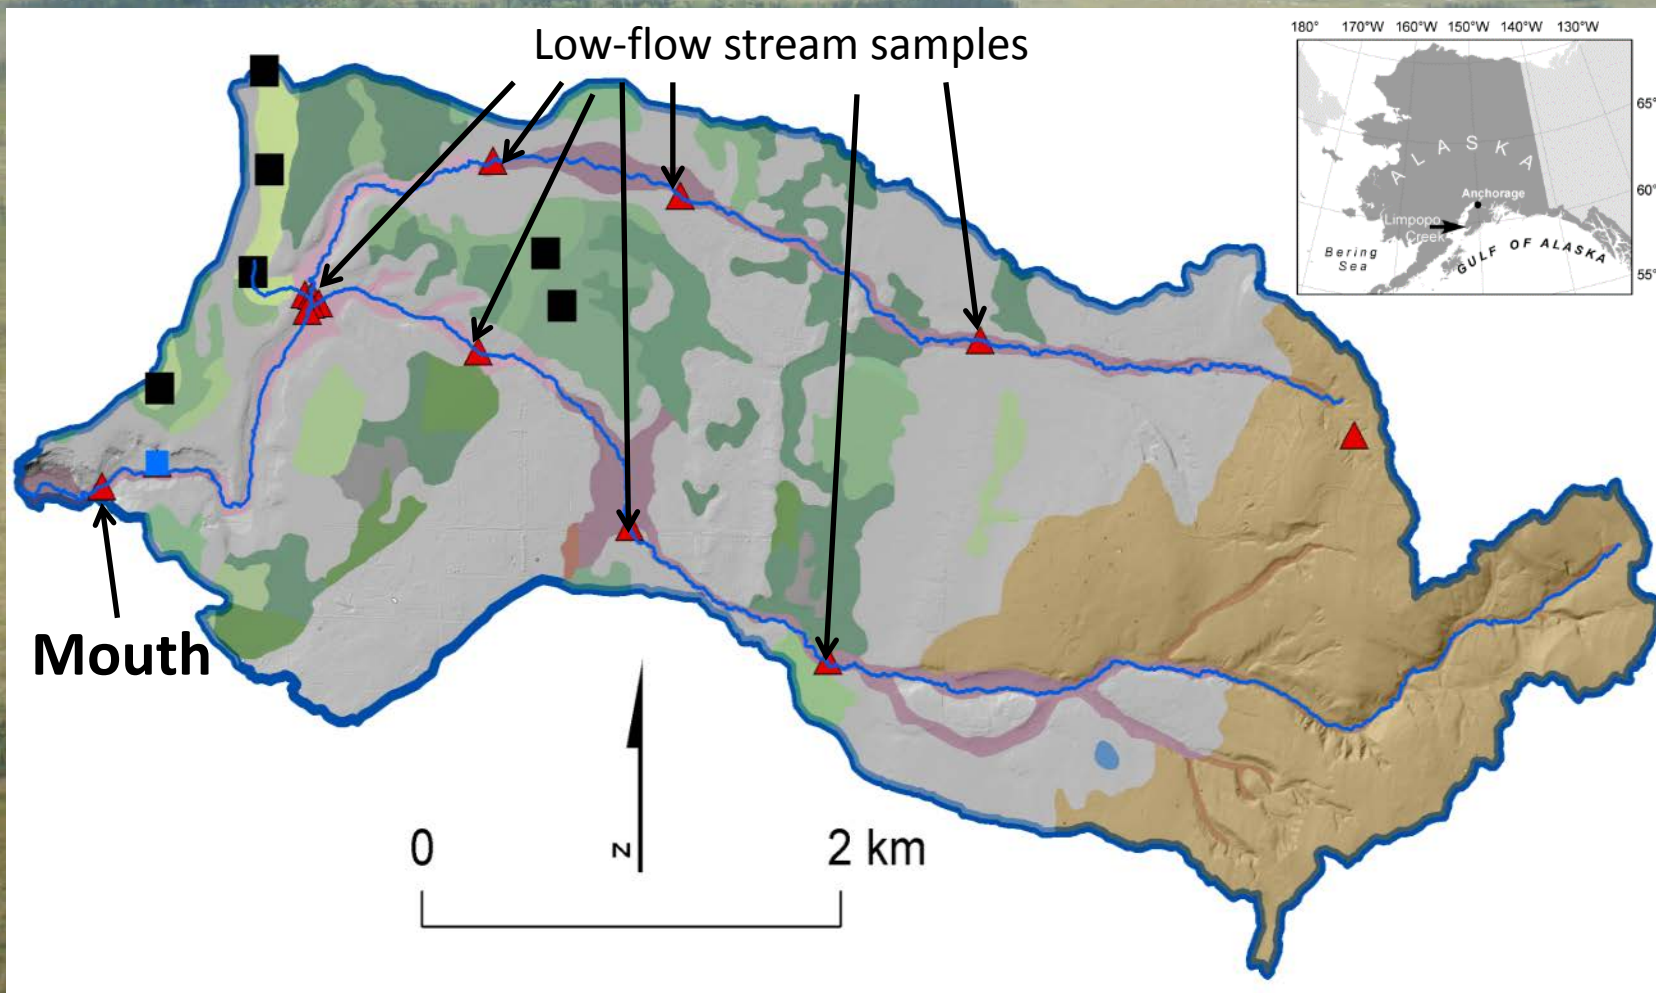 Low-flow stream samples
180° 170°W 160°W 150°W 140°W 130°W
65°
ALASKA
60°
Anchorage
Limpopo
Creek
Bering
Sea
GULF OF ALASKA
55°
Mouth
0
N
2 km